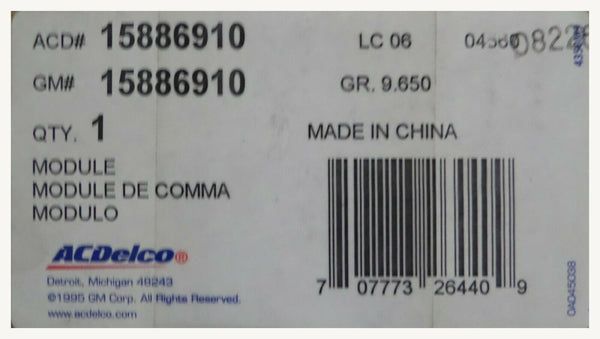 ACD# 15886910 LC 06
GM# 15886910 GR. 9.650
QTY. 1 MADE IN CHINA
MODULE
MODULE DE COMMA
MODULO
ACDelco®
Detroit, Michigan 48243
©1995 GM Corp. All Rights Reserved.
www.acdelco.com
7 07773 26440 9
0A045038